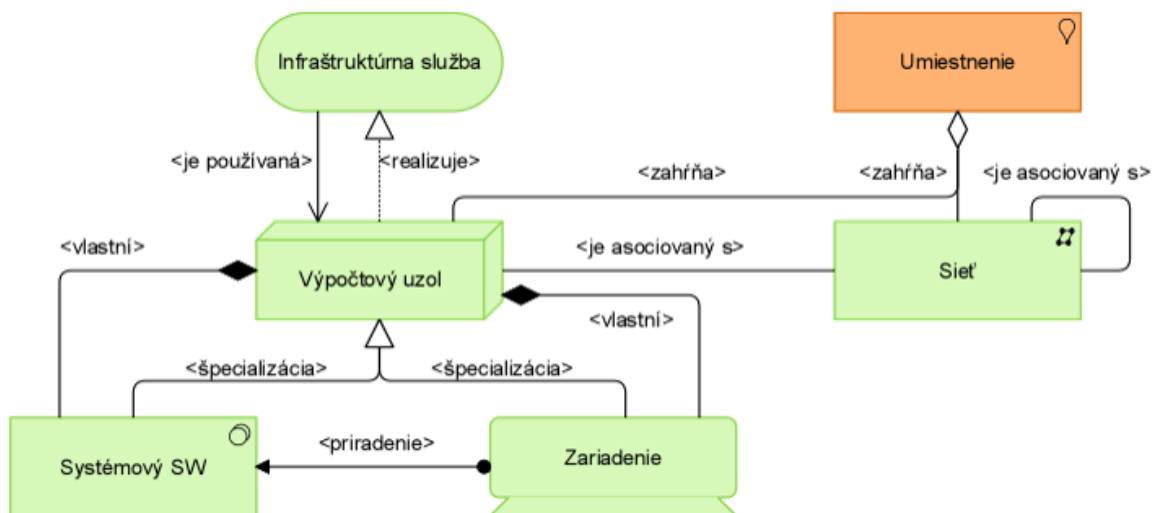 Infraštruktúrna služba
Umiestnenie
<je používaná>
<realizuje>
<zahŕňa>
<zahŕňa>
<je asociovaný s>
<vlastní>
<je asociovaný s>
Výpočtový uzol
Sieť
<vlastní>
<špecializácia>
<špecializácia>
<priradenie>
Systémový SW
Zariadenie